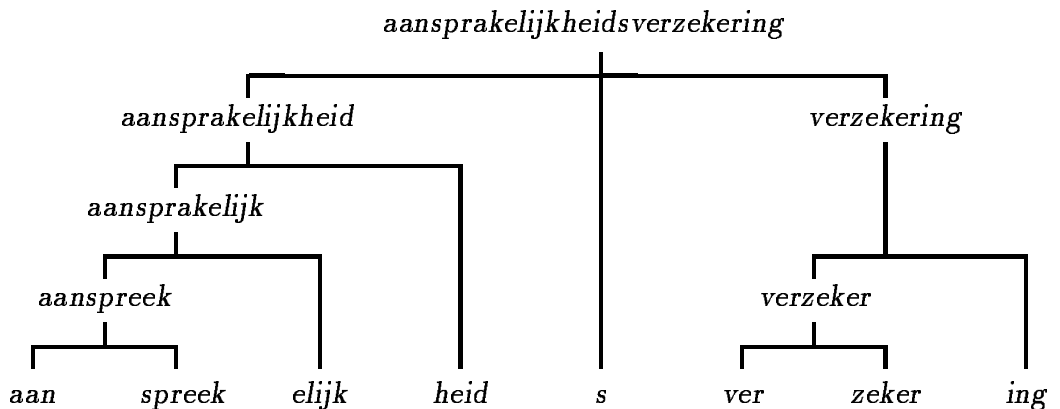 aansprakelijkheidsverzekering
aansprakelijkheid verzekering
aansprakelijk
aanspreek verzeker
aan spreek elijk heid s ver zeker ing